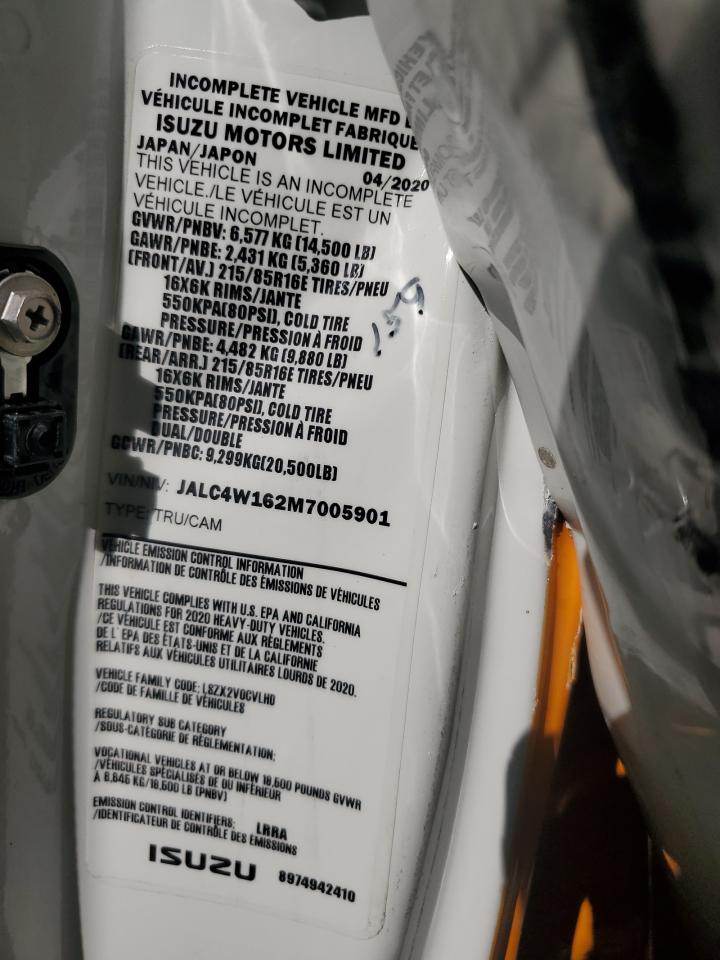 INCOMPLETE VEHICLE MFD
VÉHICULE INCOMPLET FABRIQUE
ISUZU MOTORS LIMITED
JAPAN/JAPON 04/2020
THIS VEHICLE IS AN INCOMPLETE
VEHICLE./LE VÉHICULE EST UN
VÉHICULE INCOMPLET.
GVWR/PNBV: 6,577 KG (14,500 LB)
GAWR/PNBE: 2,431 KG (5,360 LB)
(FRONT/AV.) 215/85R16E TIRES/PNEU
16X6K RIMS/JANTE
550KPA(80PSI), COLD TIRE
PRESSURE/PRESSION À FROID
GAWR/PNBE: 4,482 KG (9,880 LB)
(REAR/ARR.) 215/85R16E TIRES/PNEU
16X6K RIMS/JANTE
550KPA(80PSI), COLD TIRE
PRESSURE/PRESSION À FROID
DUAL/DOUBLE
GCWR/PNBC: 9,299KG(20,500LB)
VIN/NIV: JALC4W162M7005901
TYPE: TRU/CAM
VEHICLE EMISSION CONTROL INFORMATION
/INFORMATION DE CONTRÔLE DES ÉMISSIONS DE VÉHICULES
THIS VEHICLE COMPLIES WITH U.S. EPA AND CALIFORNIA
REGULATIONS FOR 2020 HEAVY-DUTY VEHICLES.
/CE VÉHICULE EST CONFORME AUX RÈGLEMENTS
DE L'EPA DES ÉTATS-UNIS ET DE LA CALIFORNIE
RELATIFS AUX VÉHICULES UTILITAIRES LOURDS DE 2020.
VEHICLE FAMILY CODE: LSZX2VOCVLHD
/CODE DE FAMILLE DE VÉHICULES
REGULATORY SUB CATEGORY
/SOUS-CATÉGORIE DE RÉGLEMENTATION:
VOCATIONAL VEHICLES AT OR BELOW 19,500 POUNDS GVWR
/VÉHICULES SPÉCIALISÉS DE OU INFÉRIEUR
À 8,845 KG/19,500 LB (PNBV)
EMISSION CONTROL IDENTIFIERS: LRRA
/IDENTIFICATEUR DE CONTRÔLE DES ÉMISSIONS
ISUZU 8974942410